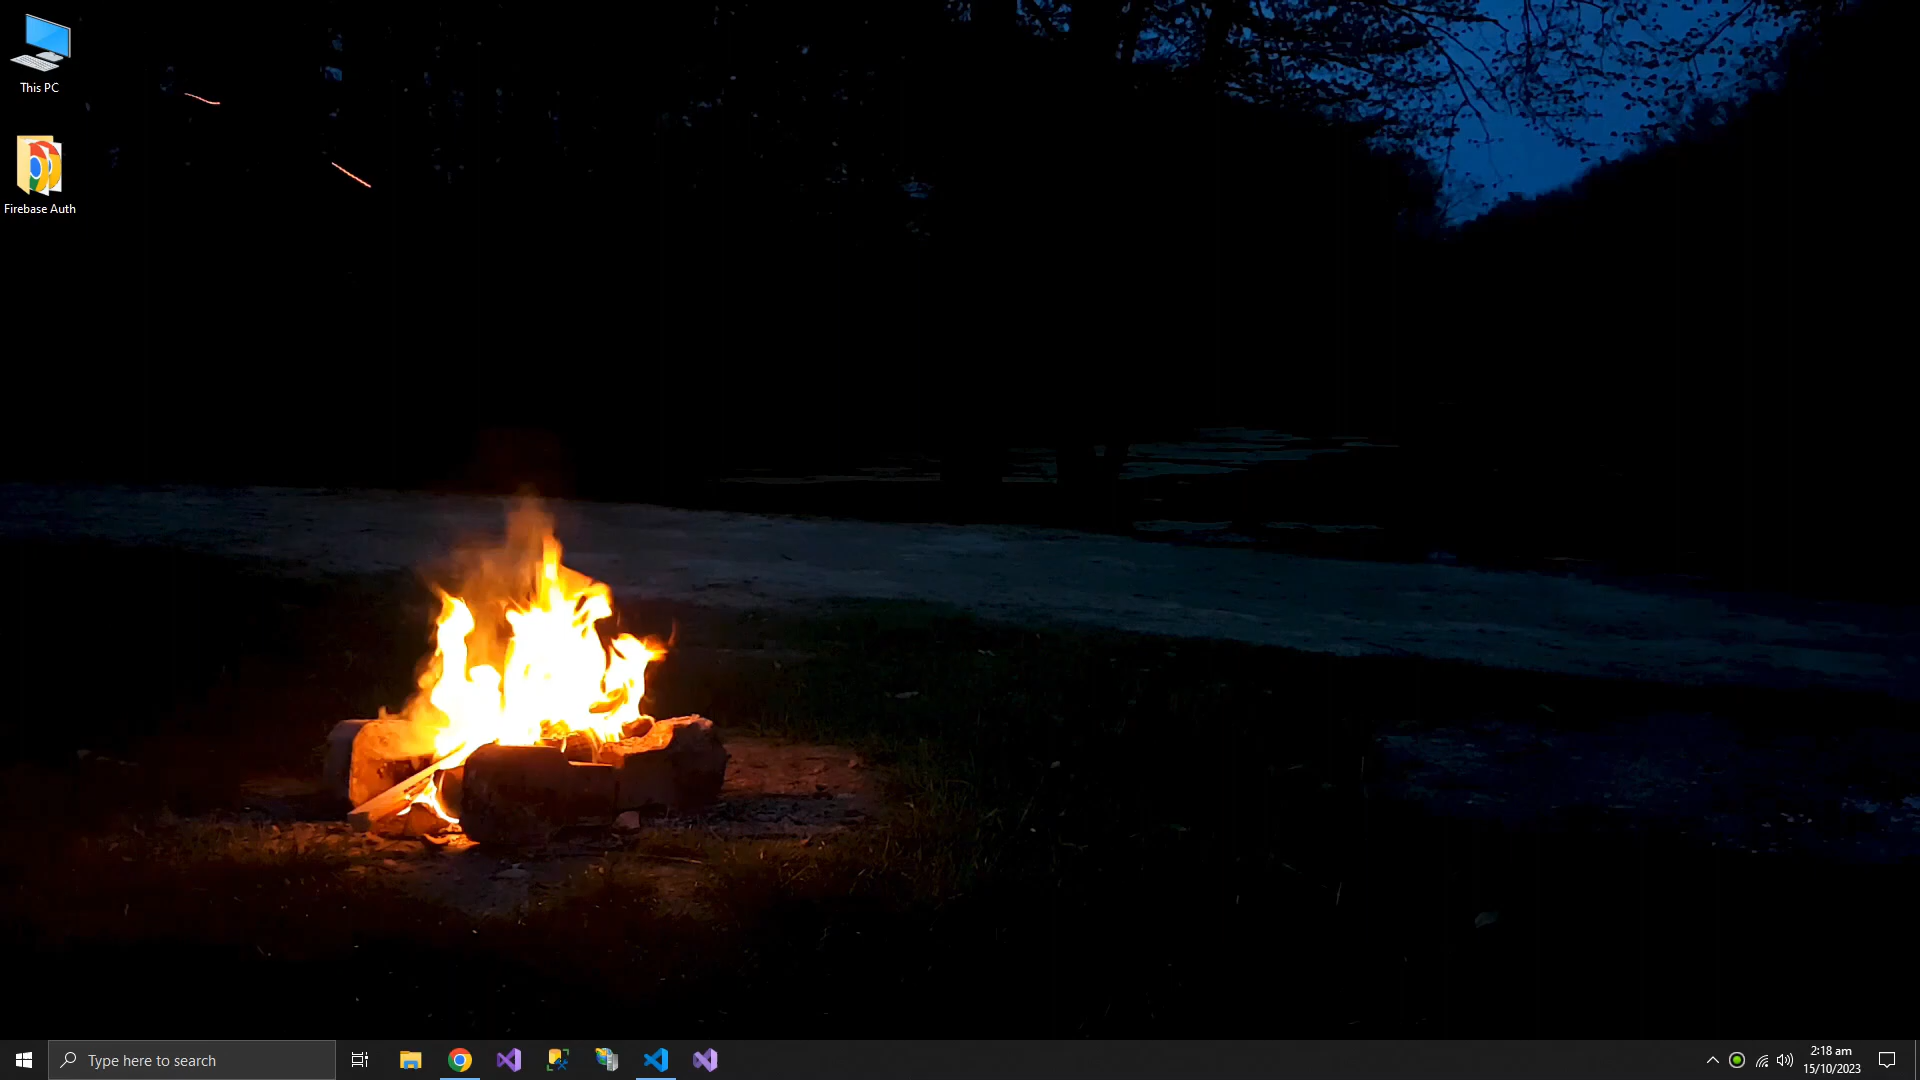 This PC
Firebase Auth
Type here to search
2:18 am
15/10/2023